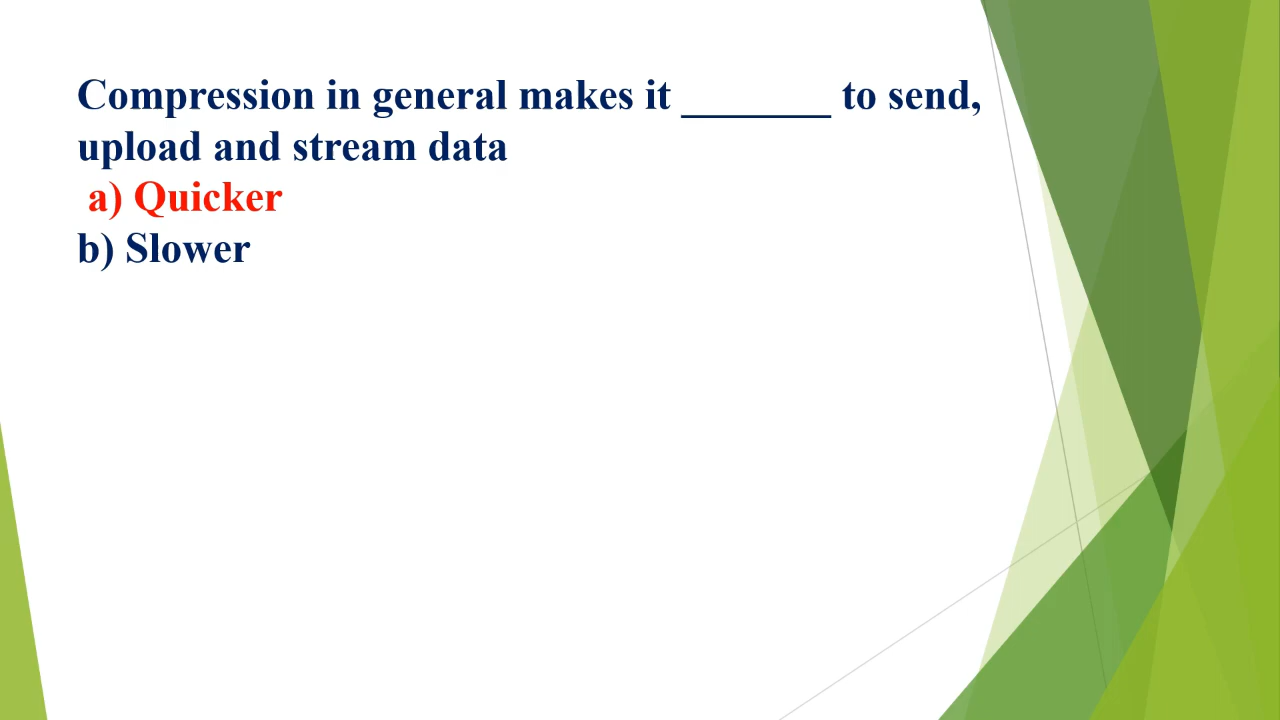 Compression in general makes it _______ to send,
upload and stream data
a) Quicker
b) Slower